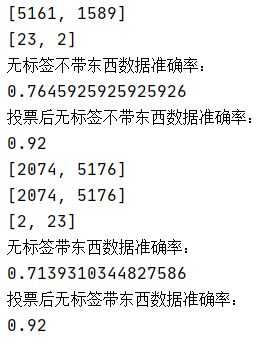 [5161, 1589]
[23, 2]
无标签不带东西数据准确率：
0.7645925925925926
投票后无标签不带东西数据准确率：
0.92
[2074, 5176]
[2074, 5176]
[2, 23]
无标签带东西数据准确率：
0.7139310344827586
投票后无标签带东西数据准确率：
0.92